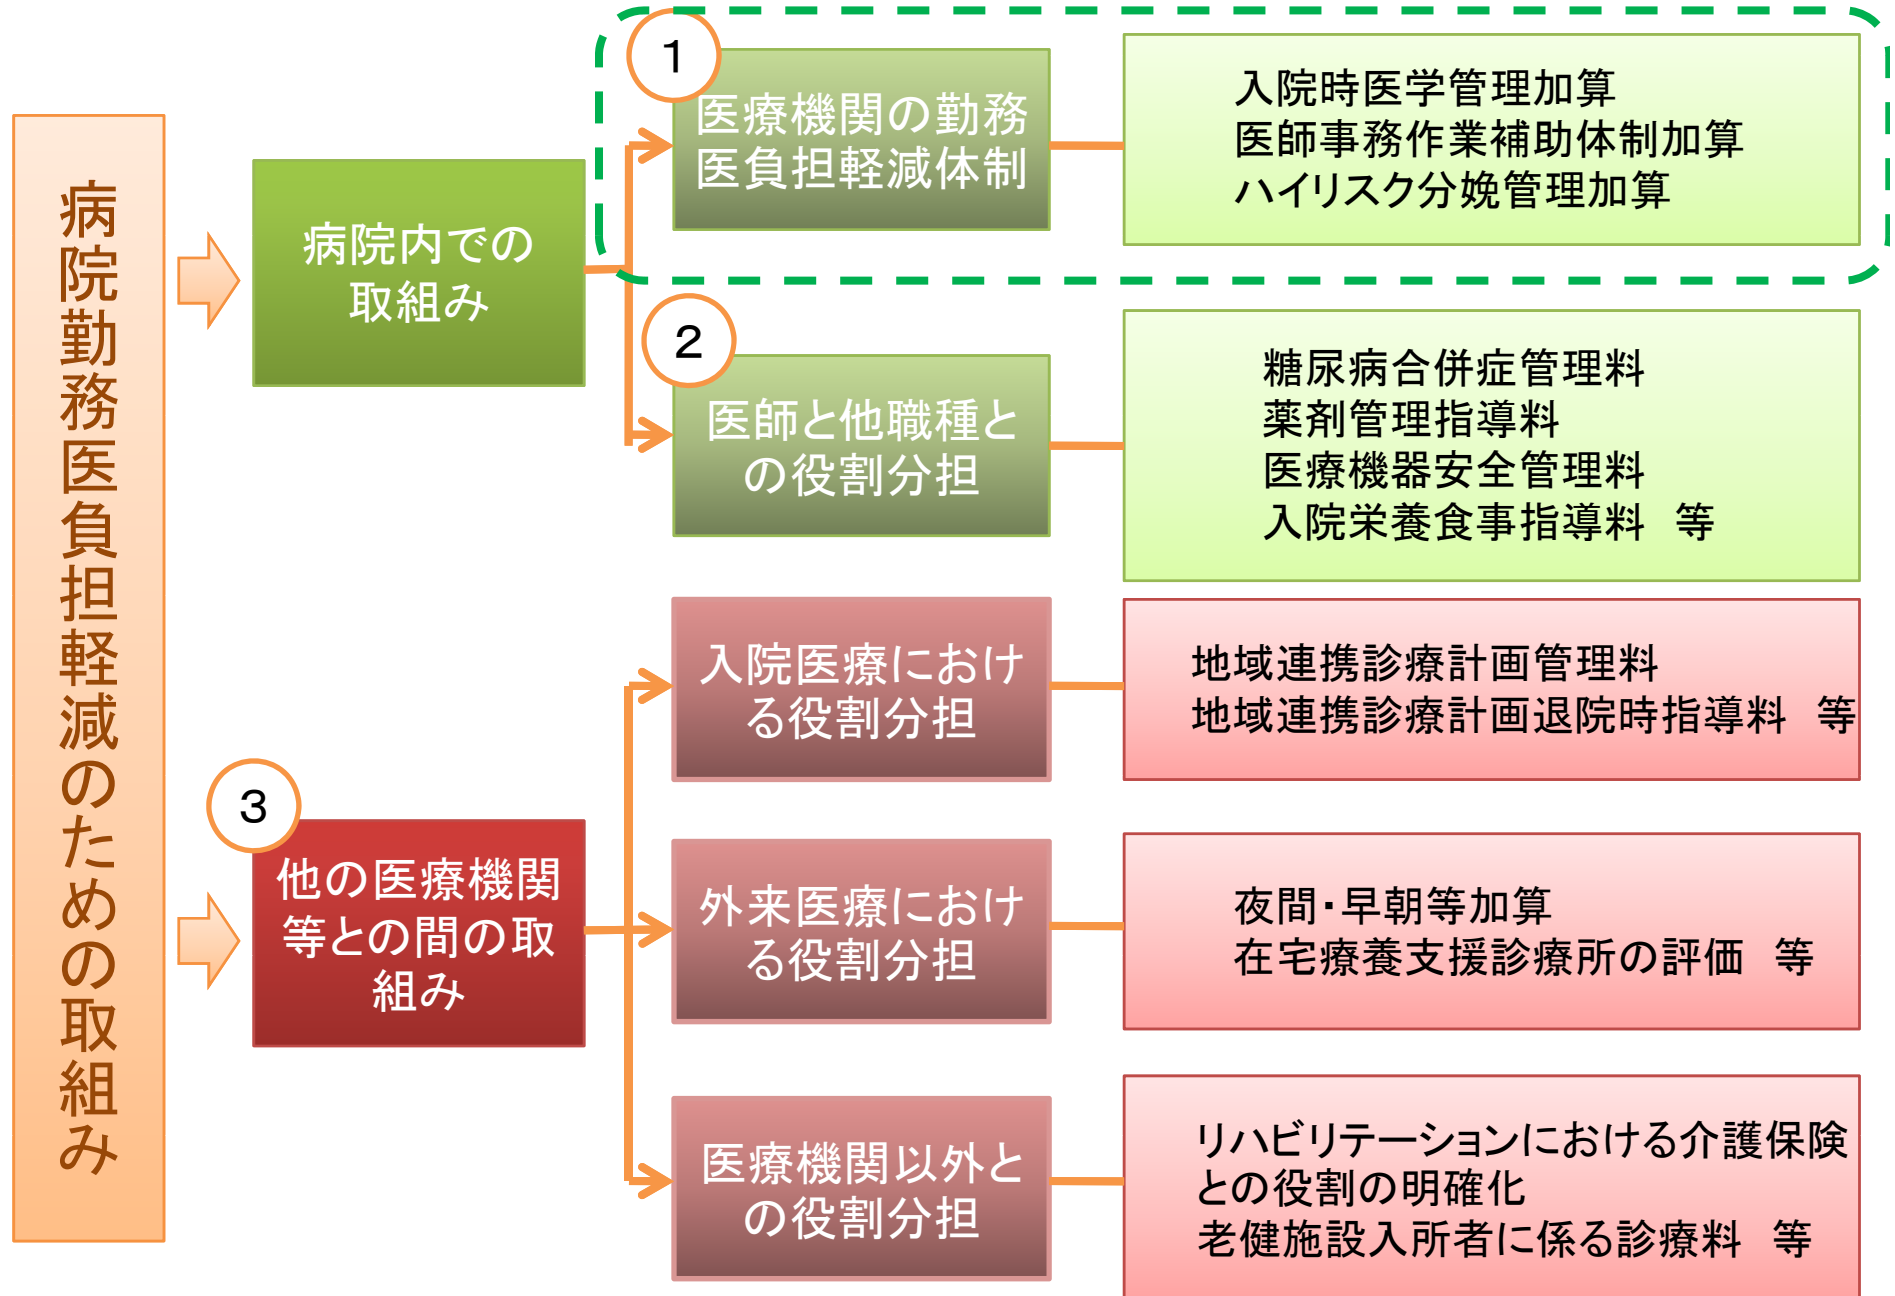 病院勤務医負担軽減のための取組み
病院内での
取組み
1
医療機関の勤務
医負担軽減体制
入院時医学管理加算
医師事務作業補助体制加算
ハイリスク分娩管理加算
2
医師と他職種と
の役割分担
糖尿病合併症管理料
薬剤管理指導料
医療機器安全管理料
入院栄養食事指導料　等
3
他の医療機関
等との間の取
組み
入院医療におけ
る役割分担
地域連携診療計画管理料
地域連携診療計画退院時指導料　等
外来医療におけ
る役割分担
夜間・早朝等加算
在宅療養支援診療所の評価　等
医療機関以外と
の役割分担
リハビリテーションにおける介護保険
との役割の明確化
老健施設入所者に係る診療料　等